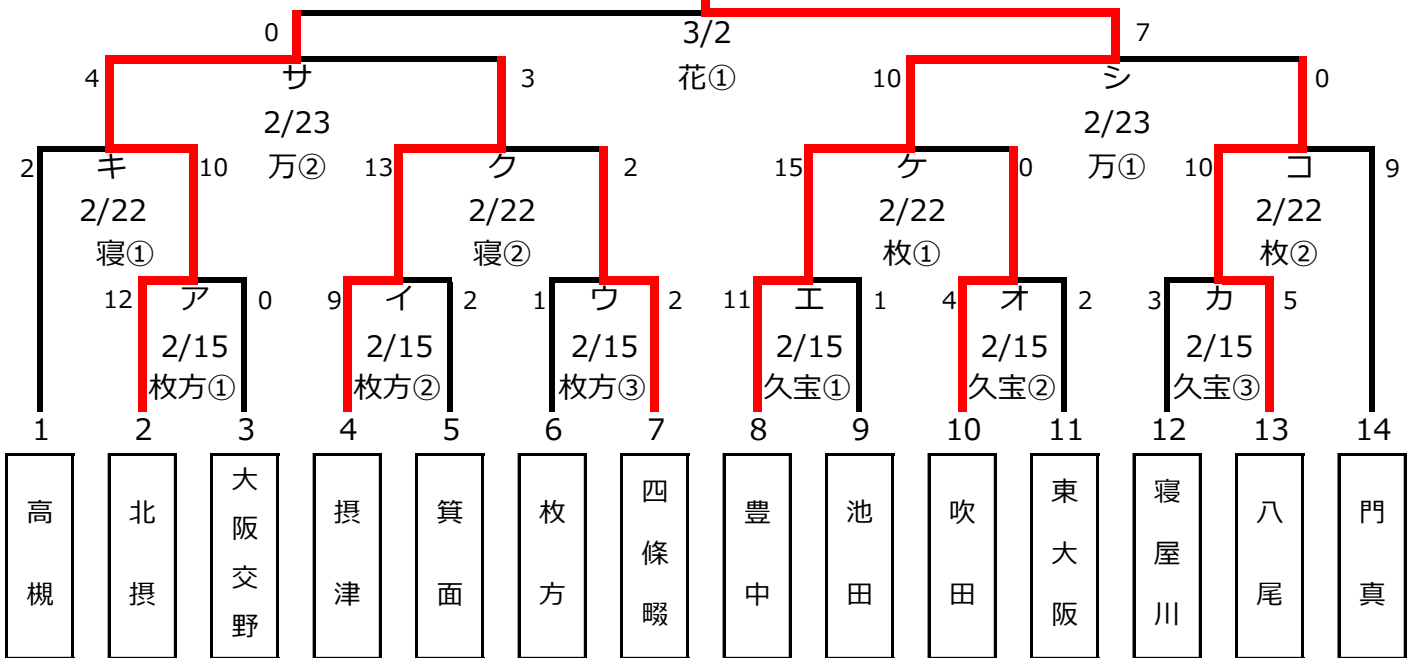 0 3/2 7
花①
4 サ 3 10 シ 0
2/23 2/23
2 キ 10 万② 13 ク 2 15 ケ 0 万① 10 コ 9
2/22 2/22 2/22 2/22
寝① 寝② 枚① 枚②
12 ア 0 9 イ 2 1 ウ 2 11 エ 1 4 オ 2 3 カ 5
2/15 2/15 2/15 2/15 2/15 2/15
枚方① 枚方② 枚方③ 久宝① 久宝② 久宝③
1 2 3 4 5 6 7 8 9 10 11 12 13 14
高槻
北摂
大阪交野
摂津
箕面
枚方
四條畷
豊中
池田
吹田
東大阪
寝屋川
八尾
門真